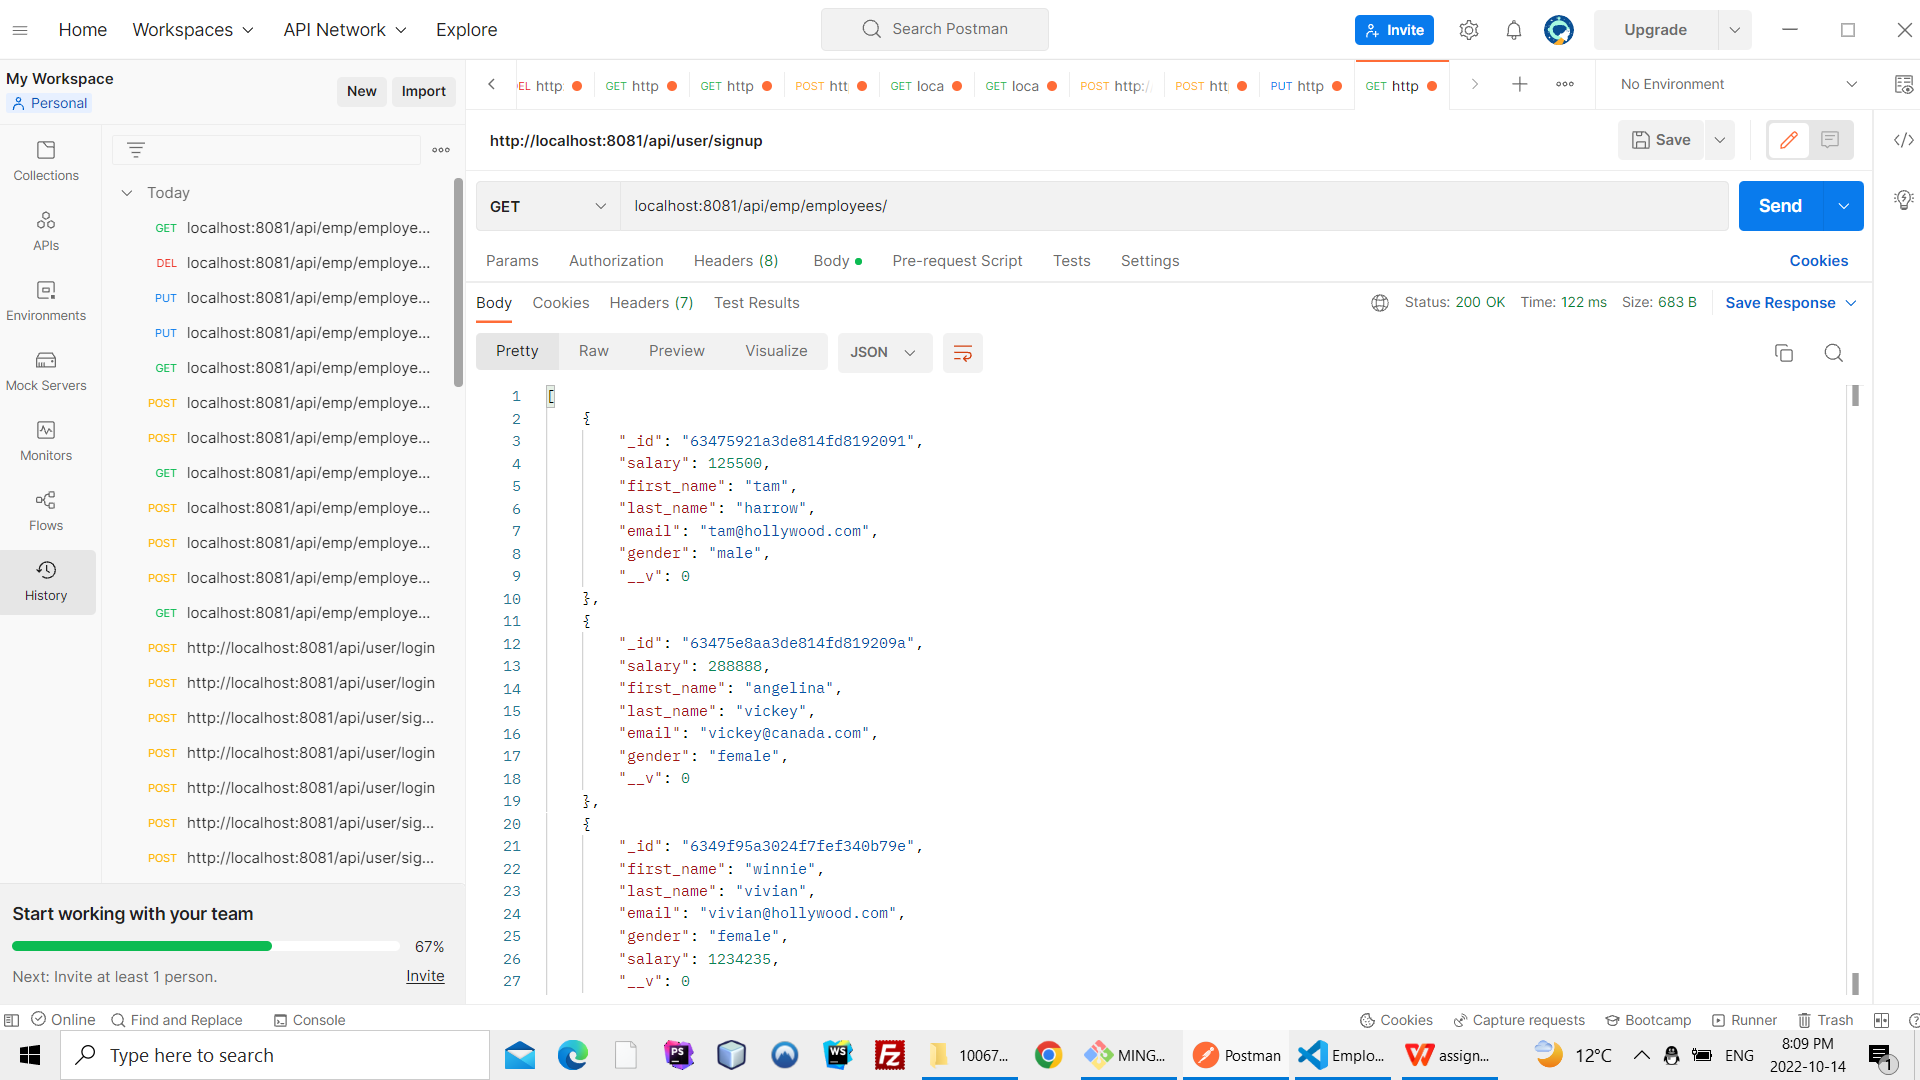 Home
Workspaces
API Network
Explore
Search Postman
Invite
Upgrade
My Workspace
Personal
New
Import
DEL http:
GET http
GET http
POST htt
GET loca
GET loca
POST http:/
POST htt
PUT http
GET http
No Environment
Collections
APIs
Environments
Mock Servers
Monitors
Flows
History
Today
GET localhost:8081/api/emp/employe...
DEL localhost:8081/api/emp/employe...
PUT localhost:8081/api/emp/employe...
PUT localhost:8081/api/emp/employe...
GET localhost:8081/api/emp/employe...
POST localhost:8081/api/emp/employe...
POST localhost:8081/api/emp/employe...
GET localhost:8081/api/emp/employe...
POST localhost:8081/api/emp/employe...
POST localhost:8081/api/emp/employe...
POST localhost:8081/api/emp/employe...
GET localhost:8081/api/emp/employe...
POST http://localhost:8081/api/user/login
POST http://localhost:8081/api/user/login
POST http://localhost:8081/api/user/sig...
POST http://localhost:8081/api/user/login
POST http://localhost:8081/api/user/login
POST http://localhost:8081/api/user/sig...
POST http://localhost:8081/api/user/sig...
Start working with your team
67%
Next: Invite at least 1 person.
Invite
http://localhost:8081/api/user/signup
Save
GET
localhost:8081/api/emp/employees/
Send
Params
Authorization
Headers (8)
Body
Pre-request Script
Tests
Settings
Cookies
Body
Cookies
Headers (7)
Test Results
Status: 200 OK
Time: 122 ms
Size: 683 B
Save Response
Pretty
Raw
Preview
Visualize
JSON
1 [
2 {
3 "_id": "63475921a3de814fd8192091",
4 "salary": 125500,
5 "first_name": "tam",
6 "last_name": "harrow",
7 "email": "tam@hollywood.com",
8 "gender": "male",
9 "__v": 0
10 },
11 {
12 "_id": "63475e8aa3de814fd819209a",
13 "salary": 288888,
14 "first_name": "angelina",
15 "last_name": "vickey",
16 "email": "vickey@canada.com",
17 "gender": "female",
18 "__v": 0
19 },
20 {
21 "_id": "6349f95a3024f7fef340b79e",
22 "first_name": "winnie",
23 "last_name": "vivian",
24 "email": "vivian@hollywood.com",
25 "gender": "female",
26 "salary": 1234235,
27 "__v": 0
Online
Find and Replace
Console
Cookies
Capture requests
Bootcamp
Runner
Trash
Type here to search
PS
WS
FZ
10067...
MING...
Postman
Emplo...
assign...
12°C
ENG
8:09 PM
2022-10-14
1